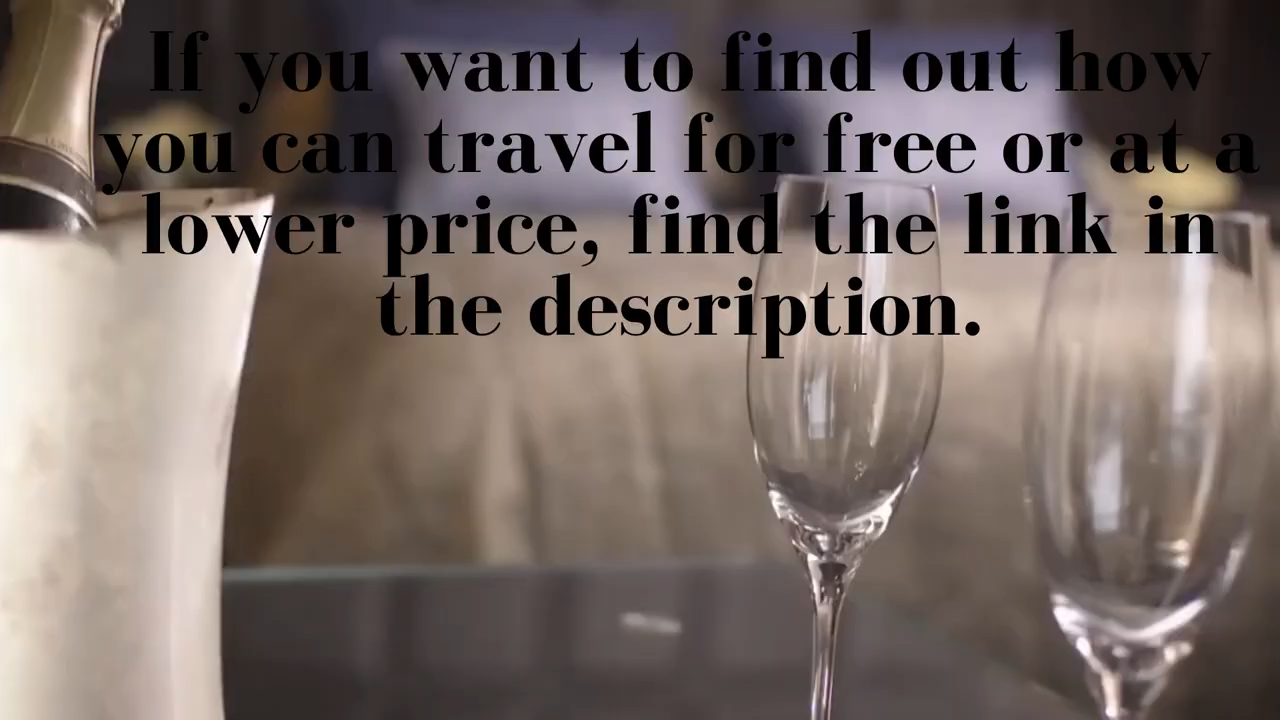 If you want to find out how
you can travel for free or at a
lower price, find the link in
the description.